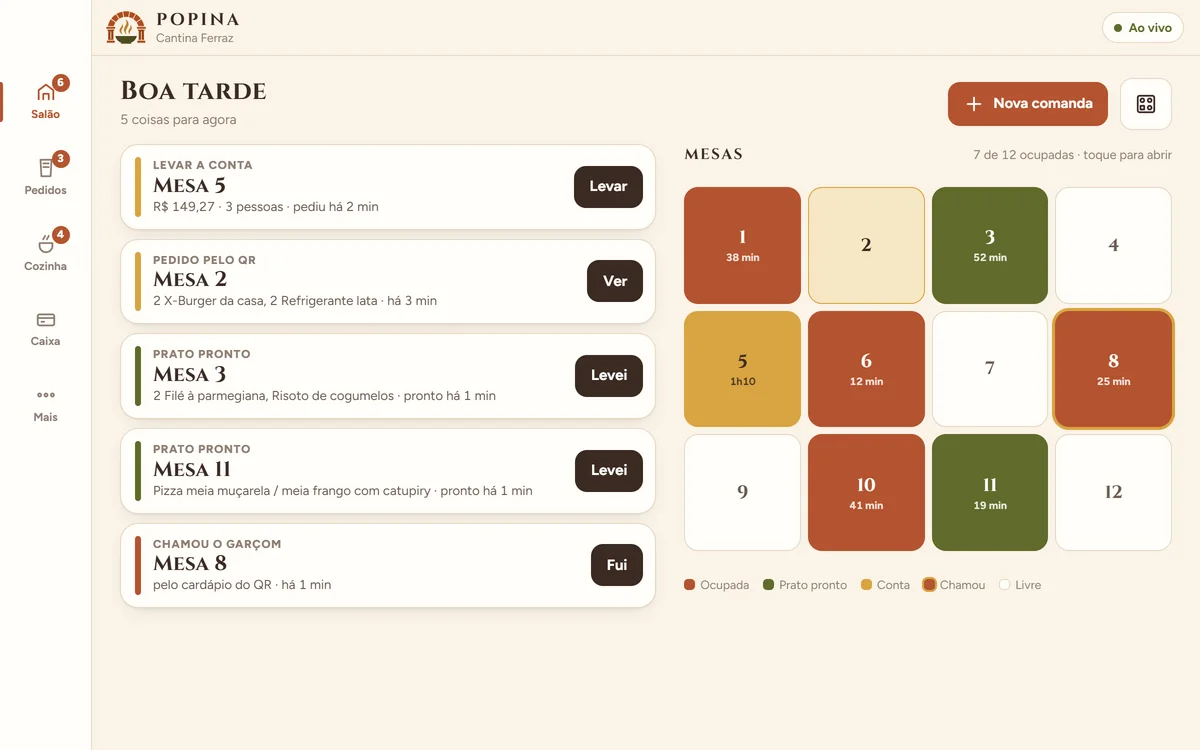 POPINA
Cantina Ferraz
Ao vivo
6
Salão
3
Pedidos
4
Cozinha
Caixa
Mais
Boa tarde
5 coisas para agora
Nova comanda
LEVAR A CONTA
Mesa 5
R$ 149,27 · 3 pessoas · pediu há 2 min
Levar
PEDIDO PELO QR
Mesa 2
2 X-Burger da casa, 2 Refrigerante lata · há 3 min
Ver
PRATO PRONTO
Mesa 3
2 Filé à parmegiana, Risoto de cogumelos · pronto há 1 min
Levei
PRATO PRONTO
Mesa 11
Pizza meia muçarela / meia frango com catupiry · pronto há 1 min
Levei
CHAMOU O GARÇOM
Mesa 8
pelo cardápio do QR · há 1 min
Fui
MESAS
7 de 12 ocupadas · toque para abrir
1
38 min
2
3
52 min
4
5
1h10
6
12 min
7
8
25 min
9
10
41 min
11
19 min
12
Ocupada
Prato pronto
Conta
Chamou
Livre